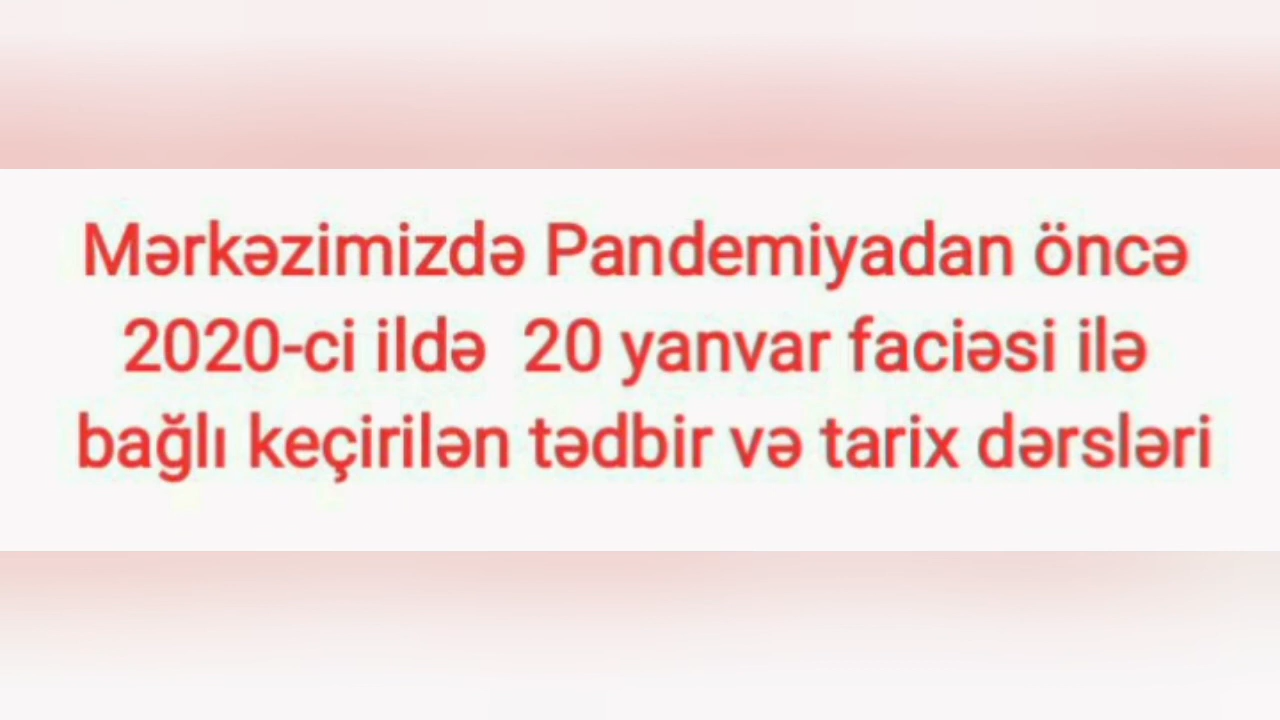 Mərkəzimizdə Pandemiyadan öncə
2020-ci ildə 20 yanvar faciəsi ilə
bağlı keçirilən tədbir və tarix dərsləri